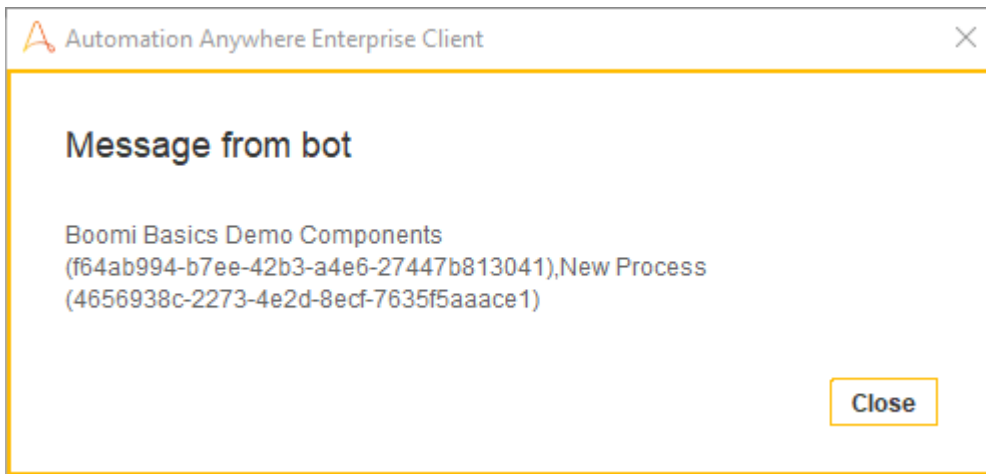 Automation Anywhere Enterprise Client
Message from bot
Boomi Basics Demo Components
(f64ab994-b7ee-42b3-a4e6-27447b813041),New Process
(4656938c-2273-4e2d-8ecf-7635f5aaace1)
Close